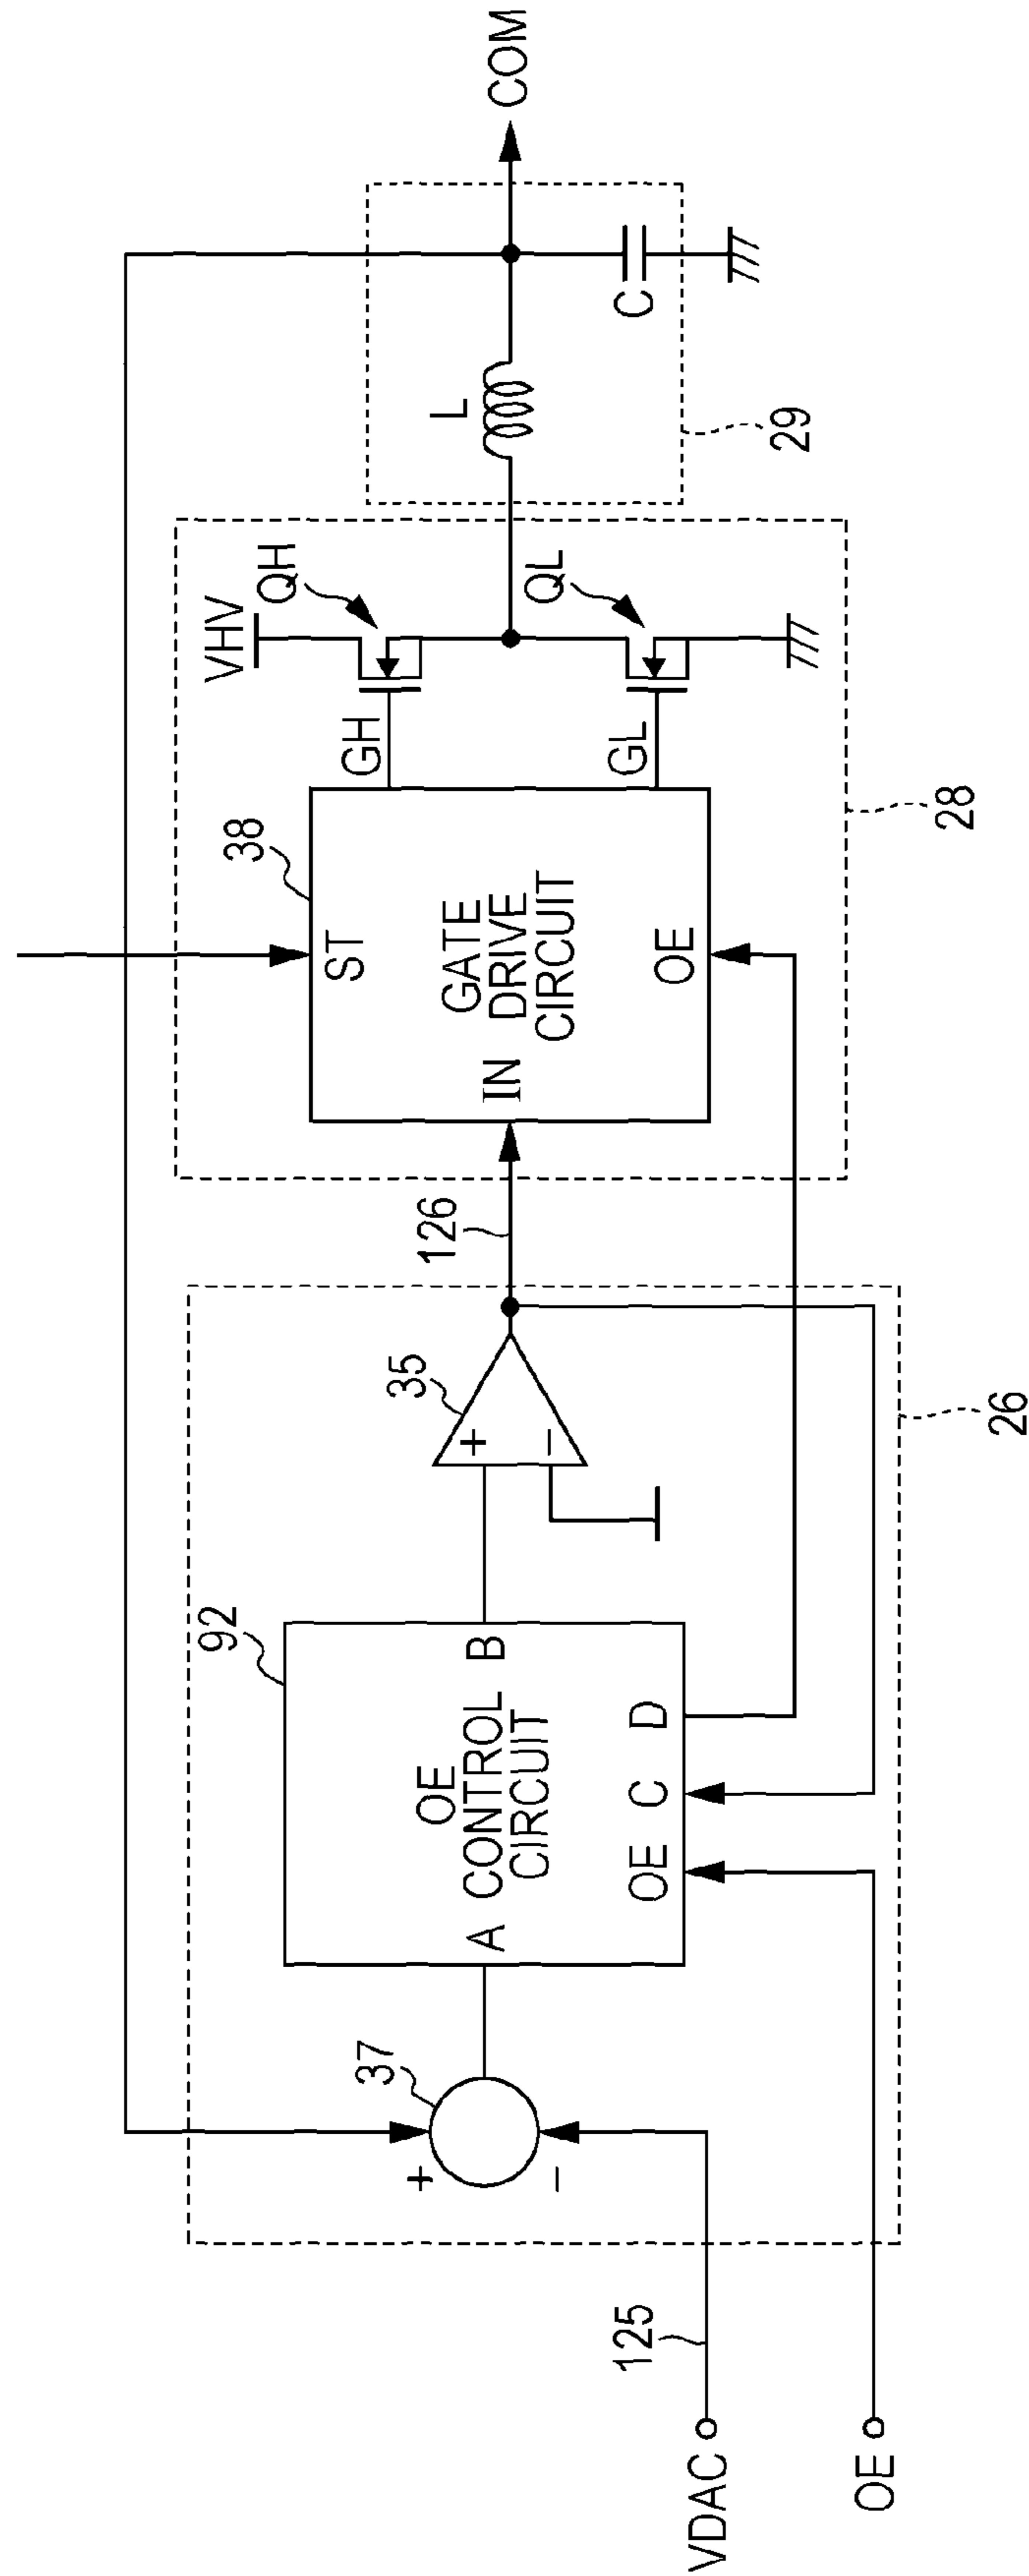 COM
L
C
29
VHV
QH
QL
GH
GL
38
ST
GATE
DRIVE
CIRCUIT
IN
OE
28
126
35
+
−
26
92
OE
CONTROL
CIRCUIT
A
B
OE
C
D
37
+
−
125
VDAC
OE